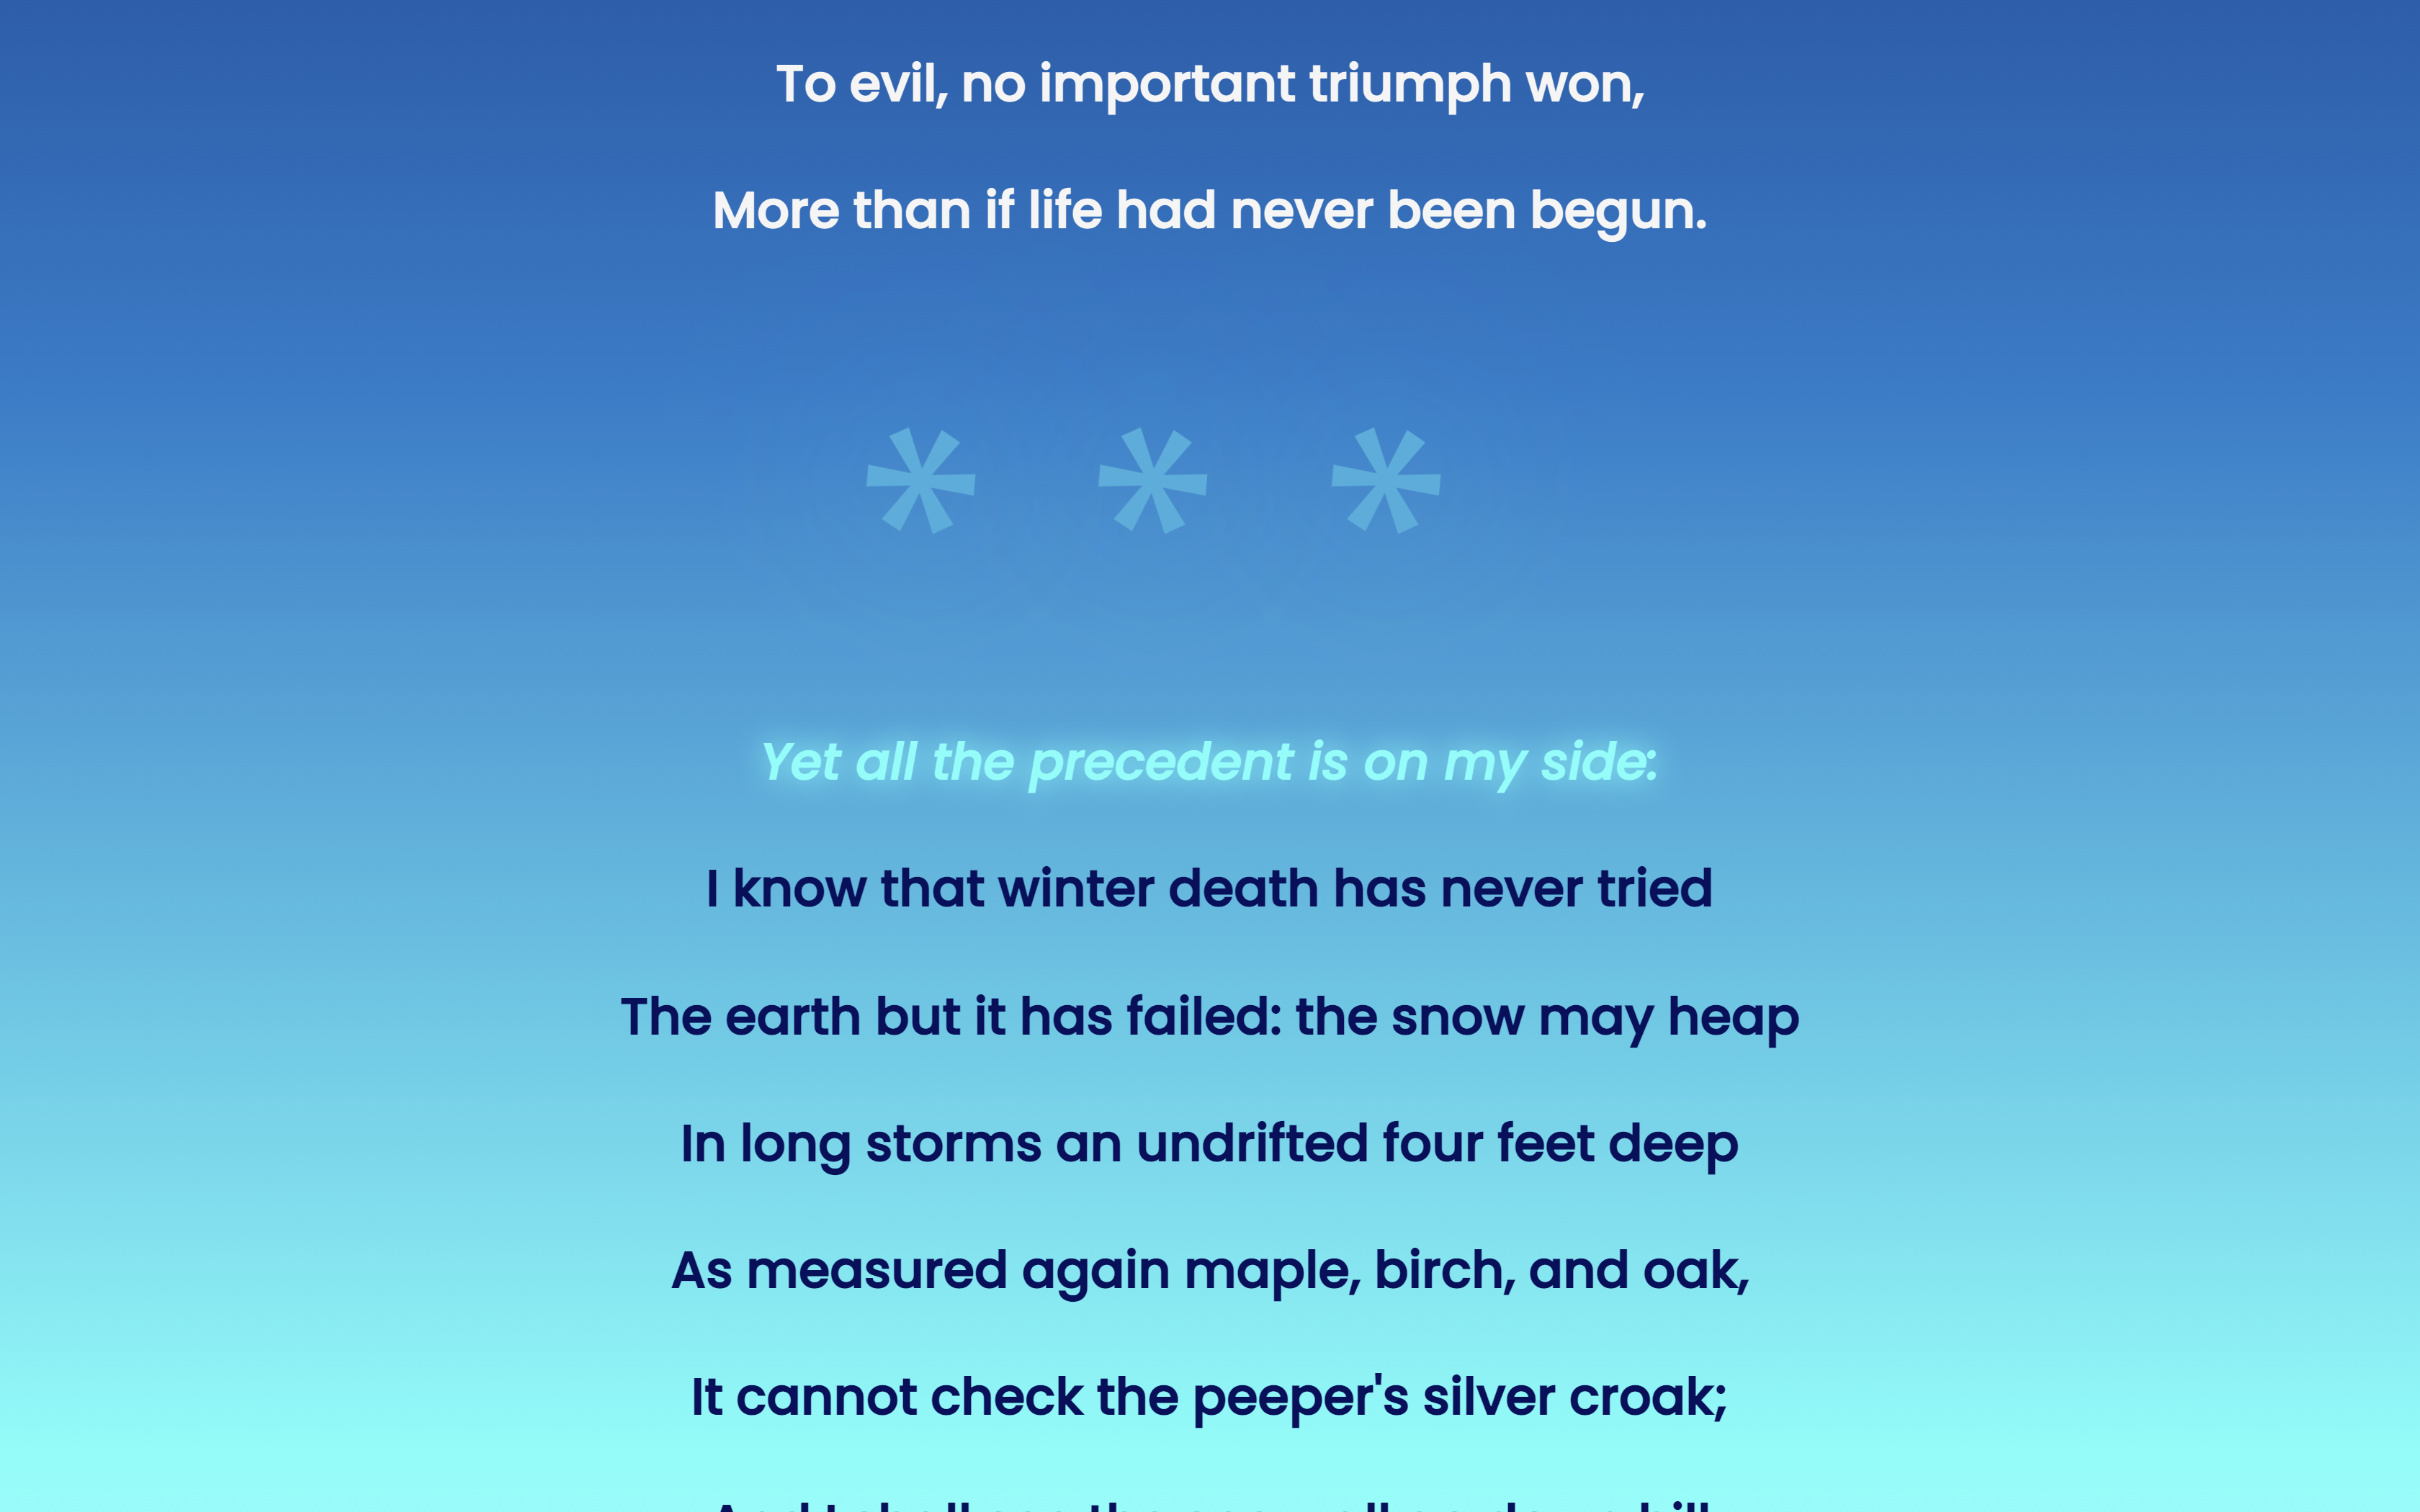 To evil, no important triumph won,
More than if life had never been begun.
* * *
Yet all the precedent is on my side:
I know that winter death has never tried
The earth but it has failed: the snow may heap
In long storms an undrifted four feet deep
As measured again maple, birch, and oak,
It cannot check the peeper's silver croak;